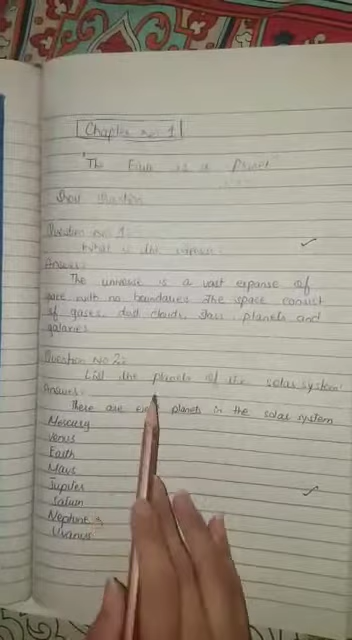 Chapter no 1
"The Earth is a Planet"
Short question
Question no 1:
What is the universe.
Answer:
The universe is a vast expanse of
space with no boundaries. The space consist
of gases, dust clouds, stars, planets and
galaxies
Question No 2:
List the planets of the solar system.
Answer:
There are planets in the solar system
Mercury
Venus
Earth
Mars
Jupiter
Saturn
Neptune
Uranus